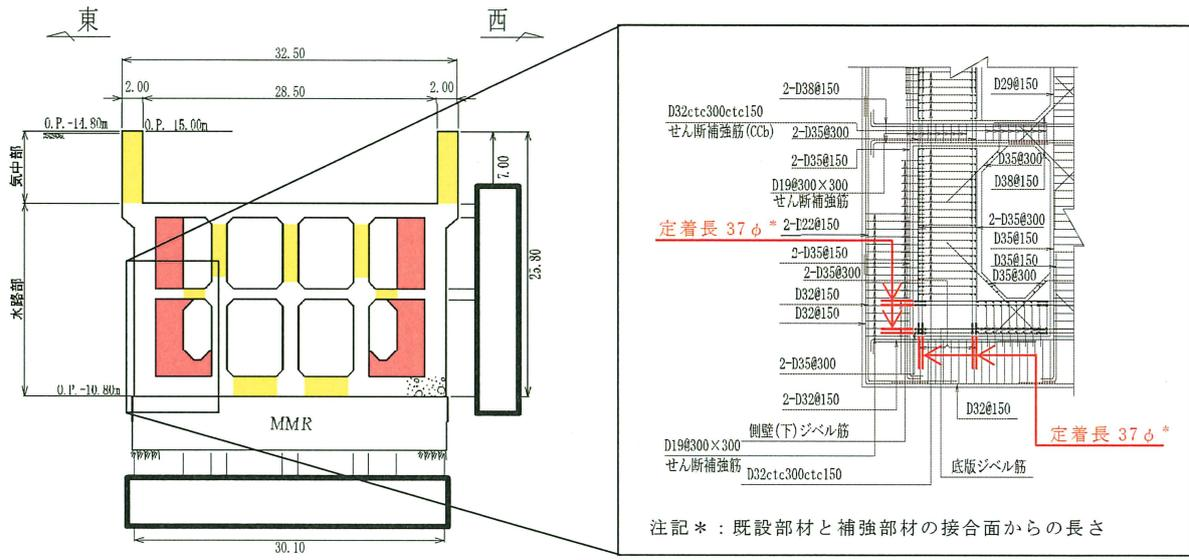 東
西
32.50
2.00
28.50
2.00
O.P.-14.80m
O.P. 15.00m
気中部
水路部
7.00
25.80
O.P.-10.80m
MMR
30.10
2-D38@150
D29@150
D32ctc300ctc150
せん断補強筋(CCb)
2-D35@300
2-D35@150
D35@300
D38@150
D19@300×300
せん断補強筋
2-D22@150
2-D35@300
定着長 37φ*
D35@150
2-D35@150
D35@150
2-D35@300
D35@300
D32@150
D32@150
2-D35@300
2-D32@150
D32@150
側壁(下)ジベル筋
定着長 37φ*
D19@300×300
せん断補強筋
底版ジベル筋
D32ctc300ctc150
注記*:既設部材と補強部材の接合面からの長さ